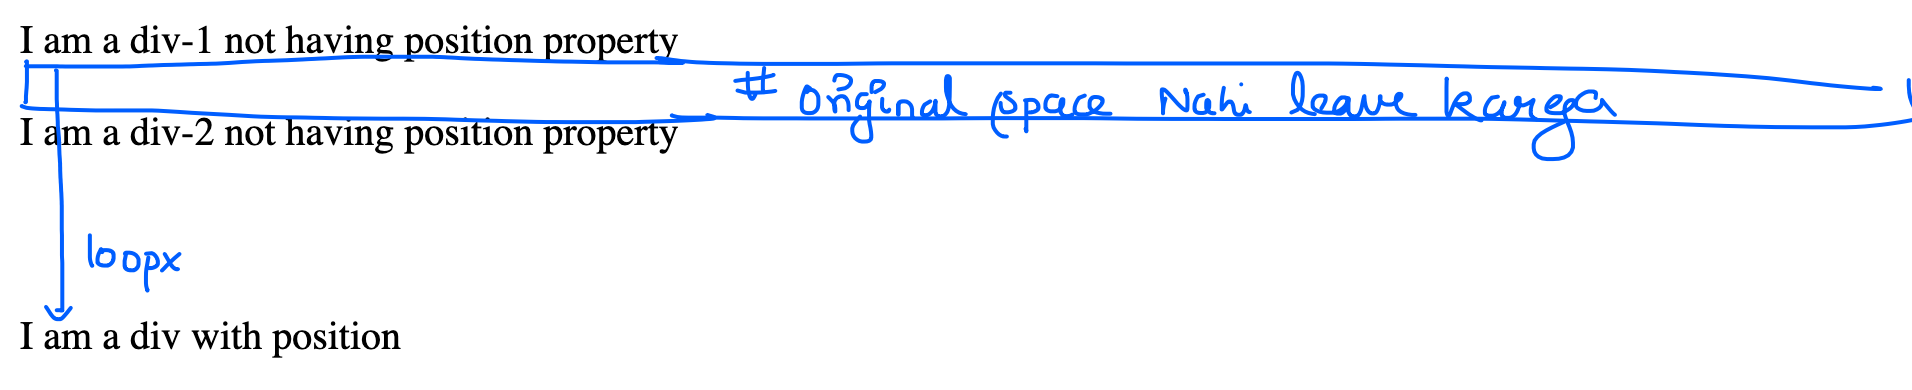 I am a div-1 not having position property
# Original space Nahi leave karega
I am a div-2 not having position property
100px
I am a div with position